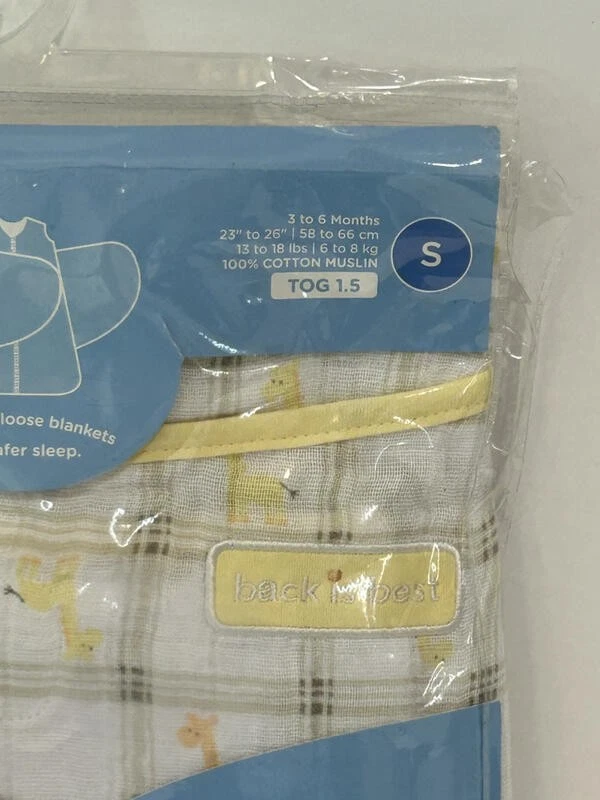 3 to 6 Months
23" to 26" | 58 to 66 cm
13 to 18 lbs | 6 to 8 kg
100% COTTON MUSLIN
TOG 1.5
S
loose blankets
afer sleep.
back is best